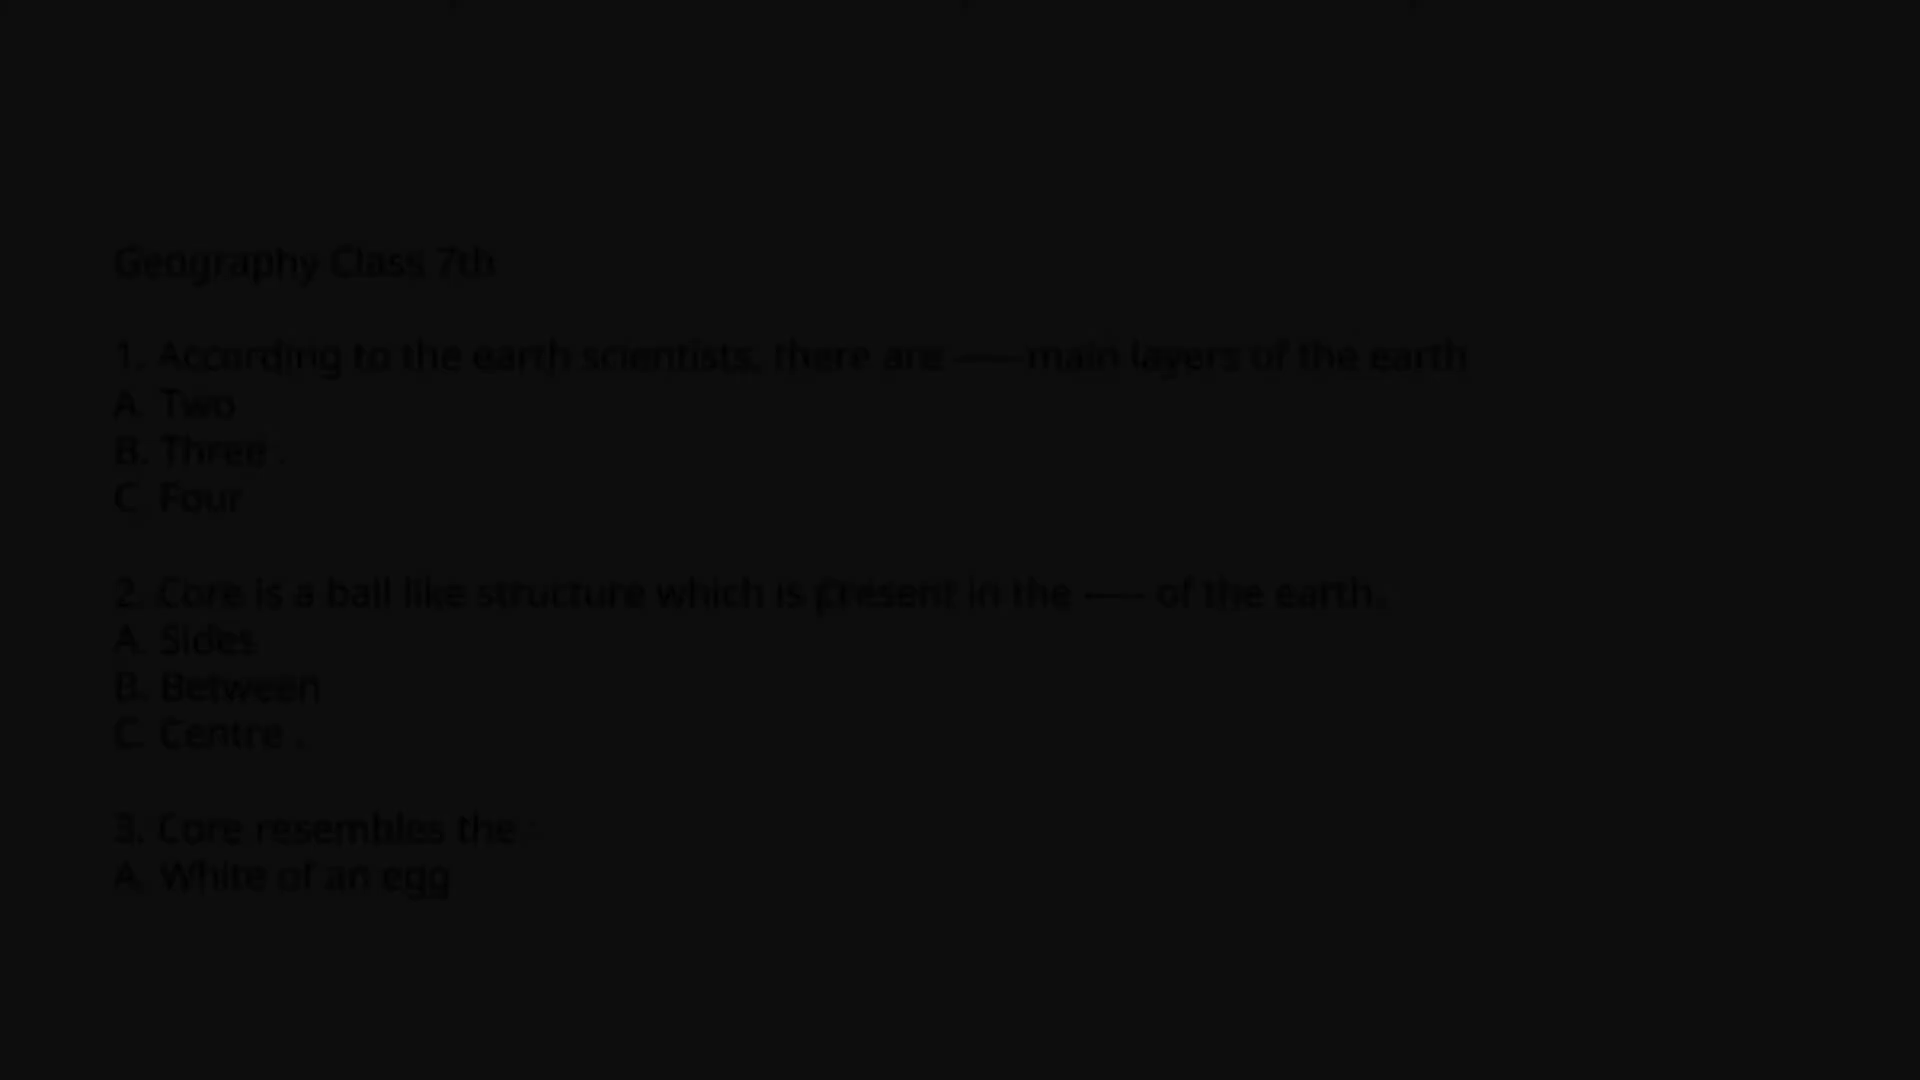 Geography Class 7th
1. According to the earth scientists, there are —— main layers of the earth
A. Two
B. Three .
C. Four
2. Core is a ball like structure which is present in the —– of the earth.
A. Sides
B. Between
C. Centre .
3. Core resembles the :
A. White of an egg